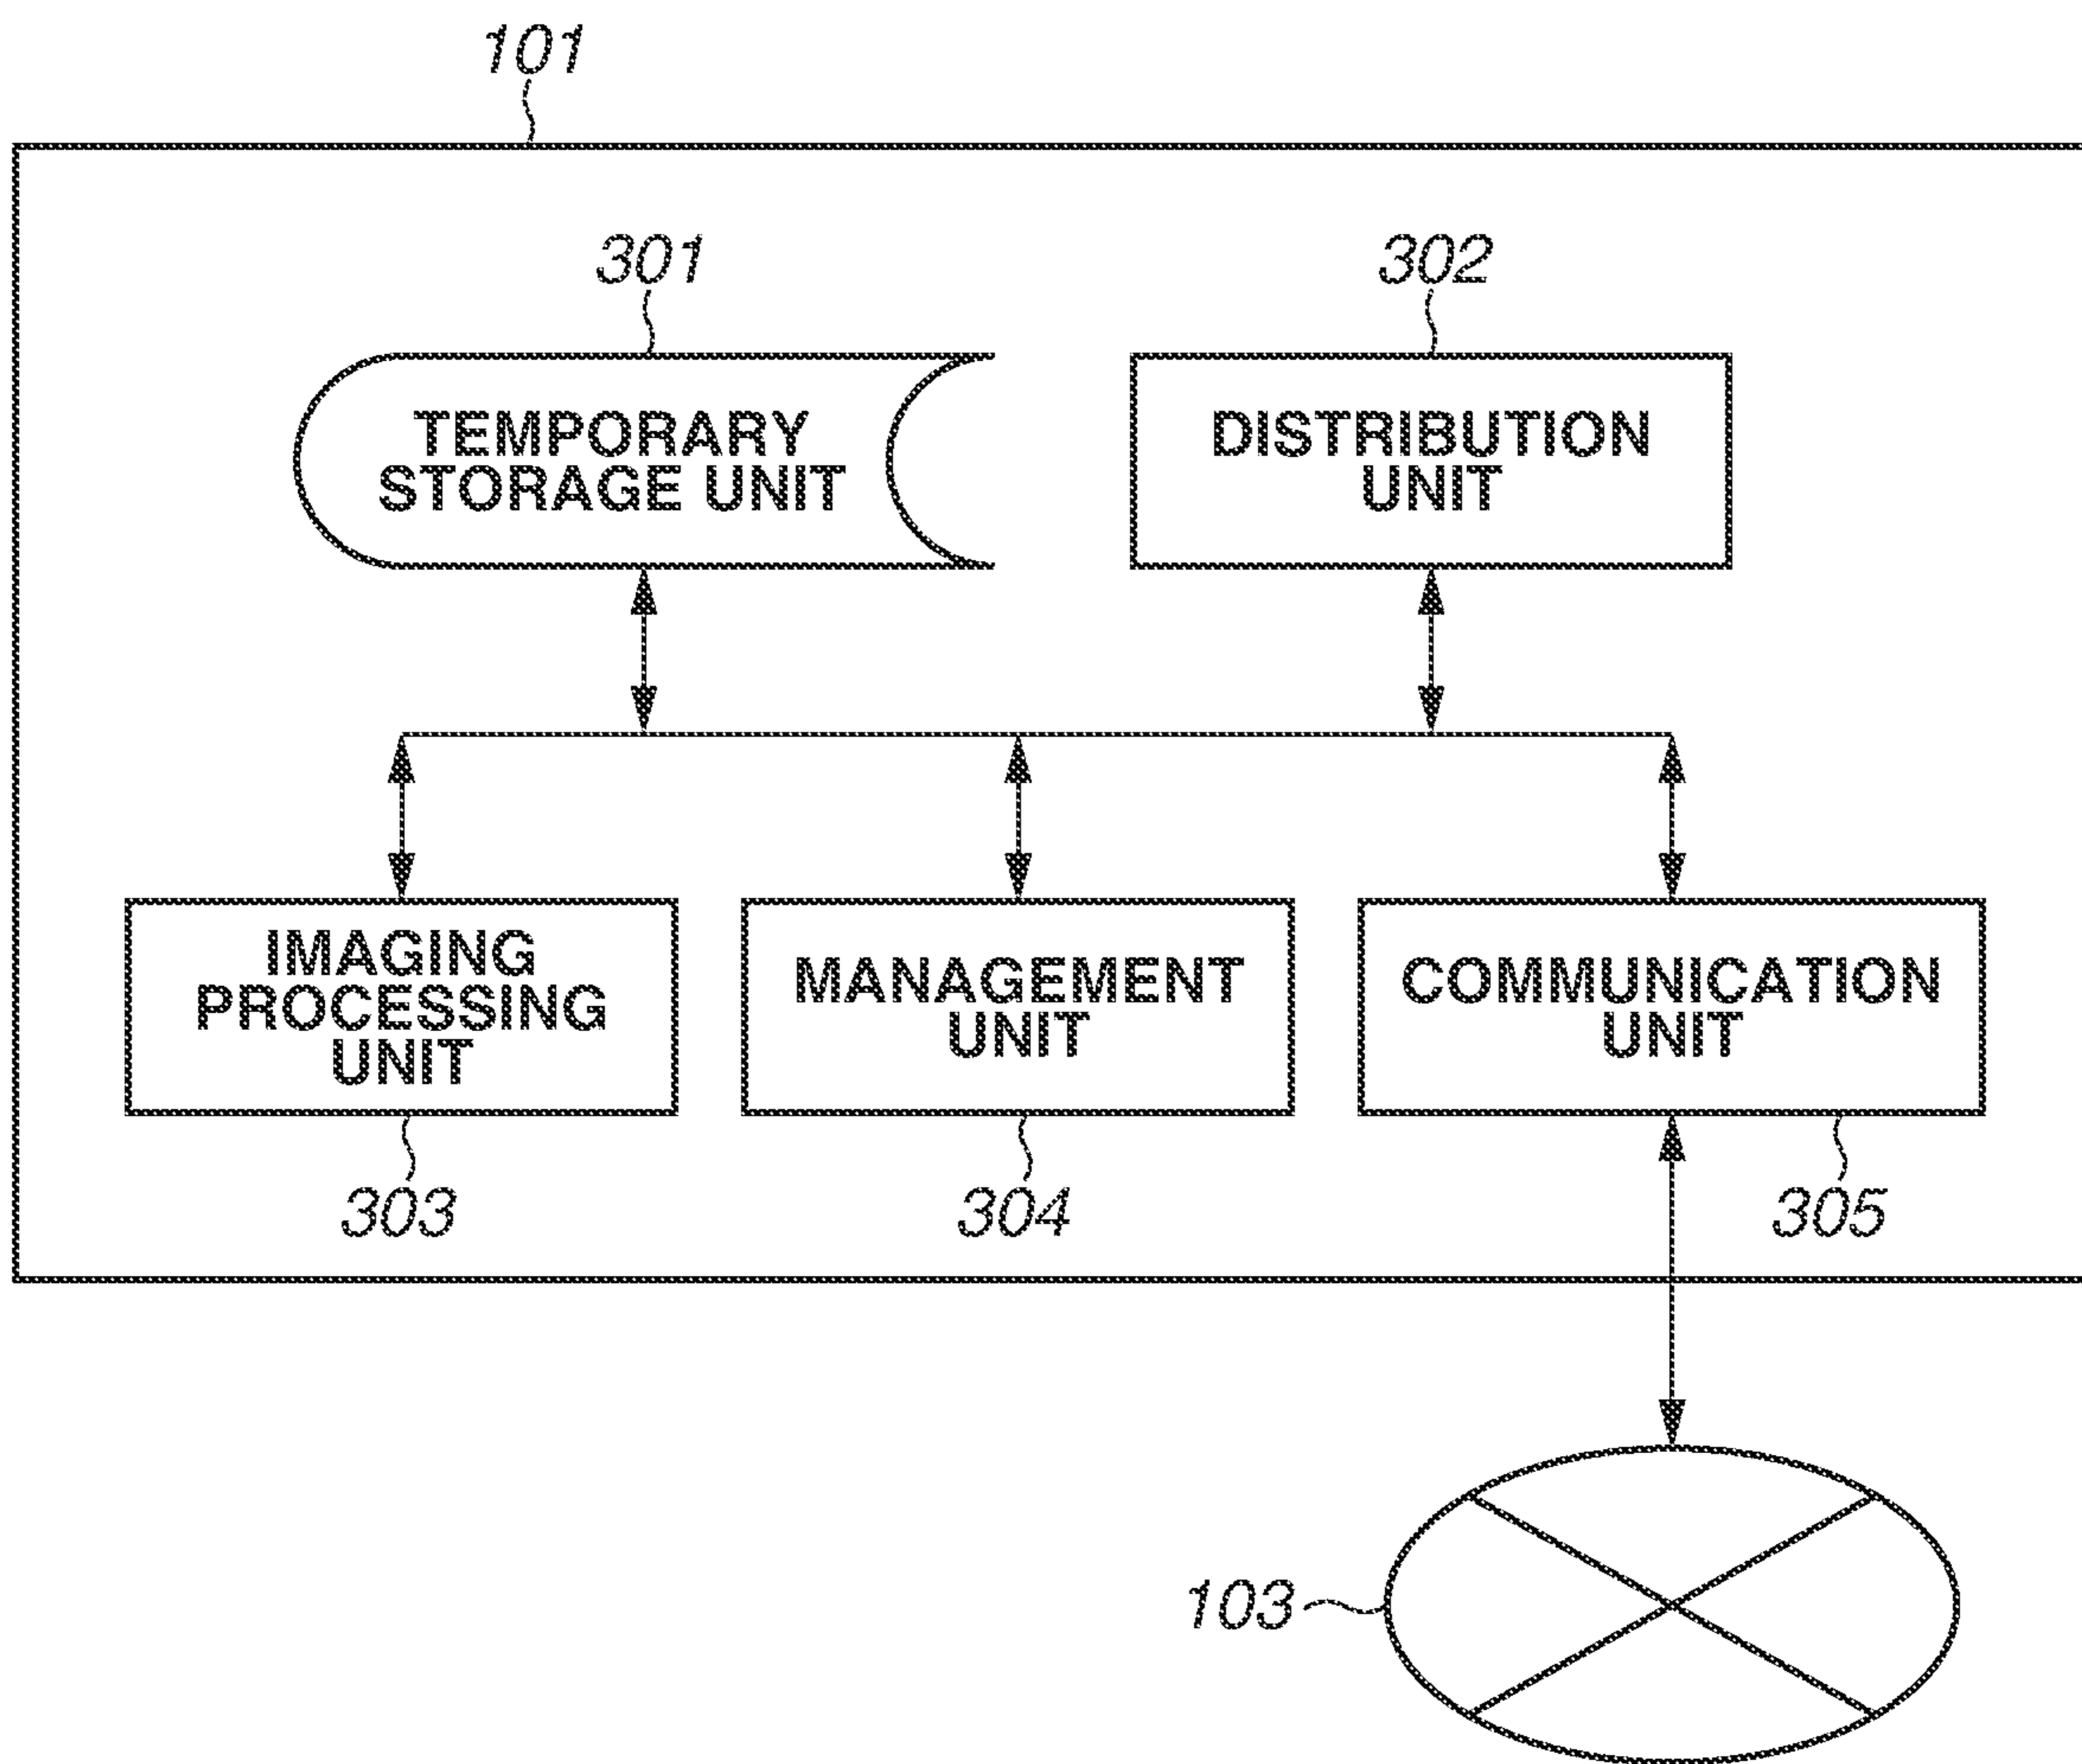 101
301
302
TEMPORARY
STORAGE UNIT
DISTRIBUTION
UNIT
IMAGING
PROCESSING
UNIT
MANAGEMENT
UNIT
COMMUNICATION
UNIT
303
304
305
103